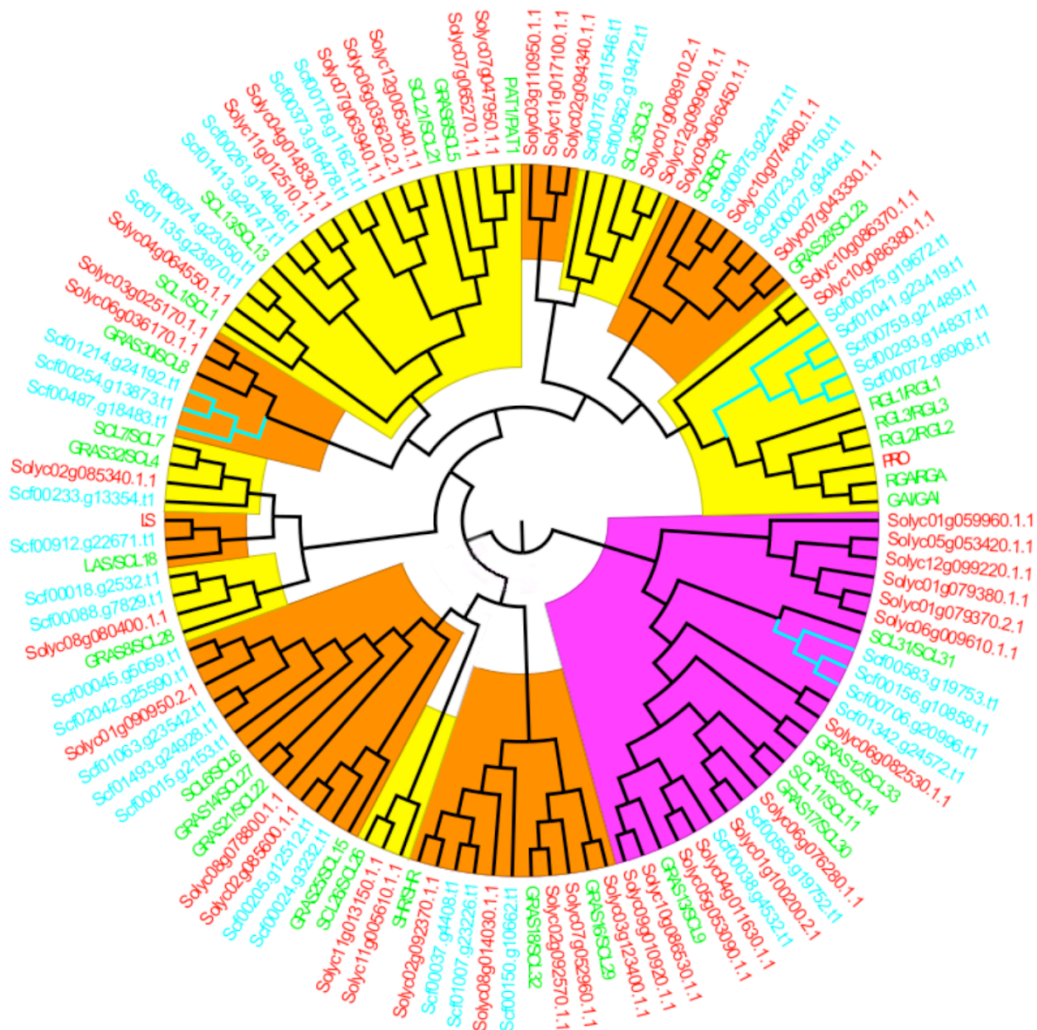 Solyc03g110950.1.1
Solyc11g017100.1.1
Solyc02g094340.1.1
Scf00175.g11546.t1
Scf00562.g19472.t1
SCL3/SCL3
Solyc01g008910.2.1
Solyc12g099900.1.1
Solyc09g066450.1.1
SCR/SCR
Scf00875.g22417.t1
Solyc10g074680.1.1
Scf00723.g21150.t1
Scf00027.g3464.t1
Solyc07g043330.1.1
GRAS28/SCL23
Solyc10g086370.1.1
Solyc10g086380.1.1
Scf00575.g19672.t1
Scf01041.g23419.t1
Scf00759.g21489.t1
Scf00293.g14837.t1
Scf00072.g6908.t1
RGL1/RGL1
RGL3/RGL3
RGL2/RGL2
PRO
RGA/RGA
GAI/GAI
Solyc01g059960.1.1
Solyc05g053420.1.1
Solyc12g099220.1.1
Solyc01g079380.1.1
Solyc01g079370.2.1
Solyc06g009610.1.1
SCL31/SCL31
Scf00583.g19753.t1
Scf00156.g10858.t1
Scf00706.g20996.t1
Scf01342.g24572.t1
Solyc06g082530.1.1
GRAS12/SCL33
GRAS2/SCL14
SCL11/SCL11
GRAS17/SCL30
Solyc06g076280.1.1
Scf00583.g19752.t1
Solyc01g100200.2.1
Scf00038.g4532.t1
Solyc04g011630.1.1
Solyc05g053090.1.1
GRAS13/SCL9
Solyc10g086530.1.1
Solyc09g010920.1.1
Solyc03g123400.1.1
GRAS16/SCL29
Solyc07g052960.1.1
Solyc02g092570.1.1
GRAS18/SCL32
Scf00150.g10662.t1
Solyc08g014030.1.1
Scf01007.g23226.t1
Scf00037.g4408.t1
Solyc02g092370.1.1
SHR/SHR
Solyc11g005610.1.1
Solyc11g013150.1.1
SCL26/SCL26
GRAS25/SCL15
Scf00024.g3232.t1
Scf00205.g12512.t1
Solyc02g085600.1.1
Solyc08g078800.1.1
GRAS21/SCL22
GRAS14/SCL27
SCL6/SCL6
Scf00015.g2153.t1
Scf01493.g24928.t1
Scf01063.g23542.t1
Solyc01g090950.2.1
Scf02042.g25590.t1
Scf00045.g5059.t1
GRAS8/SCL28
Solyc08g080400.1.1
Scf00088.g7829.t1
Scf00018.g2532.t1
LAS/SCL18
Scf00912.g22671.t1
LS
Scf00233.g13354.t1
Solyc02g085340.1.1
GRAS32/SCL4
SCL7/SCL7
Scf00487.g18483.t1
Scf00254.g13873.t1
Scf01214.g24192.t1
GRAS30/SCL8
Solyc06g036170.1.1
Solyc03g025170.1.1
SCL1/SCL1
Solyc04g064550.1.1
Scf01135.g23870.t1
Scf00974.g23050.t1
SCL13/SCL13
Scf01413.g24747.t1
Scf00261.g14046.t1
Solyc11g012510.1.1
Solyc04g014830.1.1
Scf00373.g16478.t1
Scf00178.g11621.t1
Solyc07g063940.1.1
Solyc06g035620.2.1
Solyc12g005340.1.1
SCL21/SCL21
GRAS6/SCL5
Solyc07g065270.1.1
Solyc07g047950.1.1
PAT1/PAT1